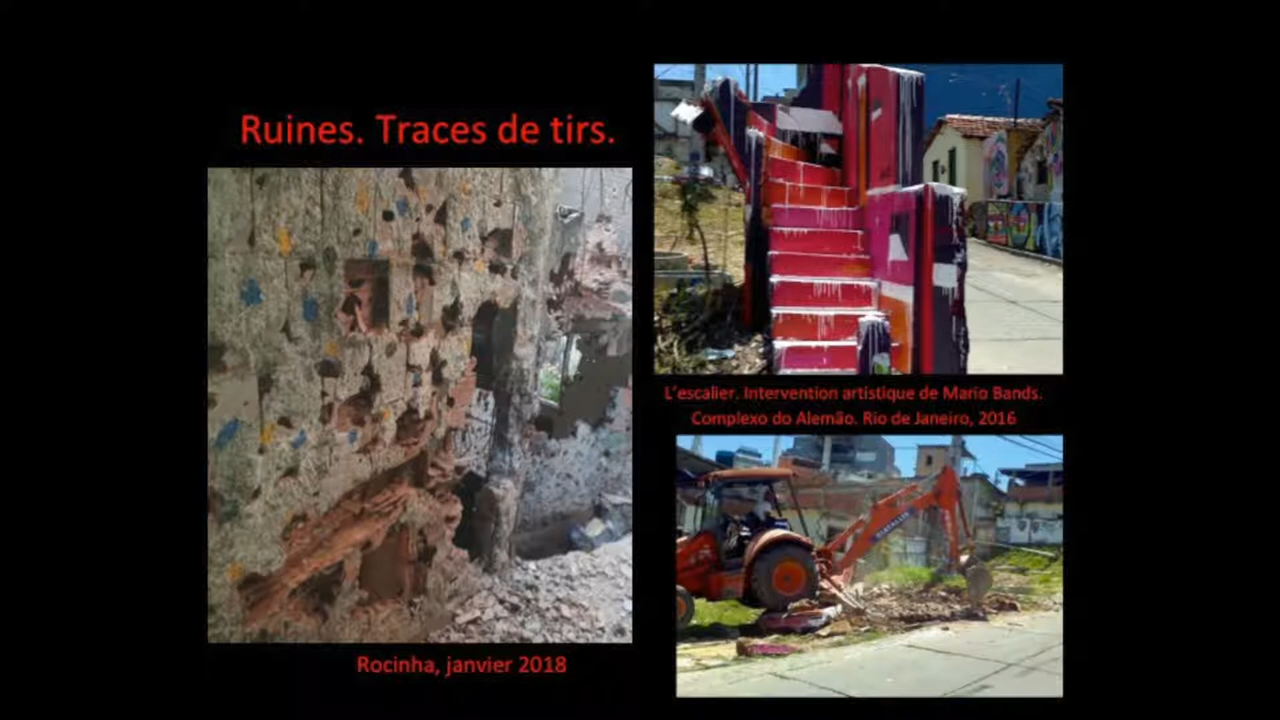 Ruines. Traces de tirs.
Rocinha, janvier 2018
L'escalier. Intervention artistique de Mario Bands.
Complexo do Alemão. Rio de Janeiro, 2016